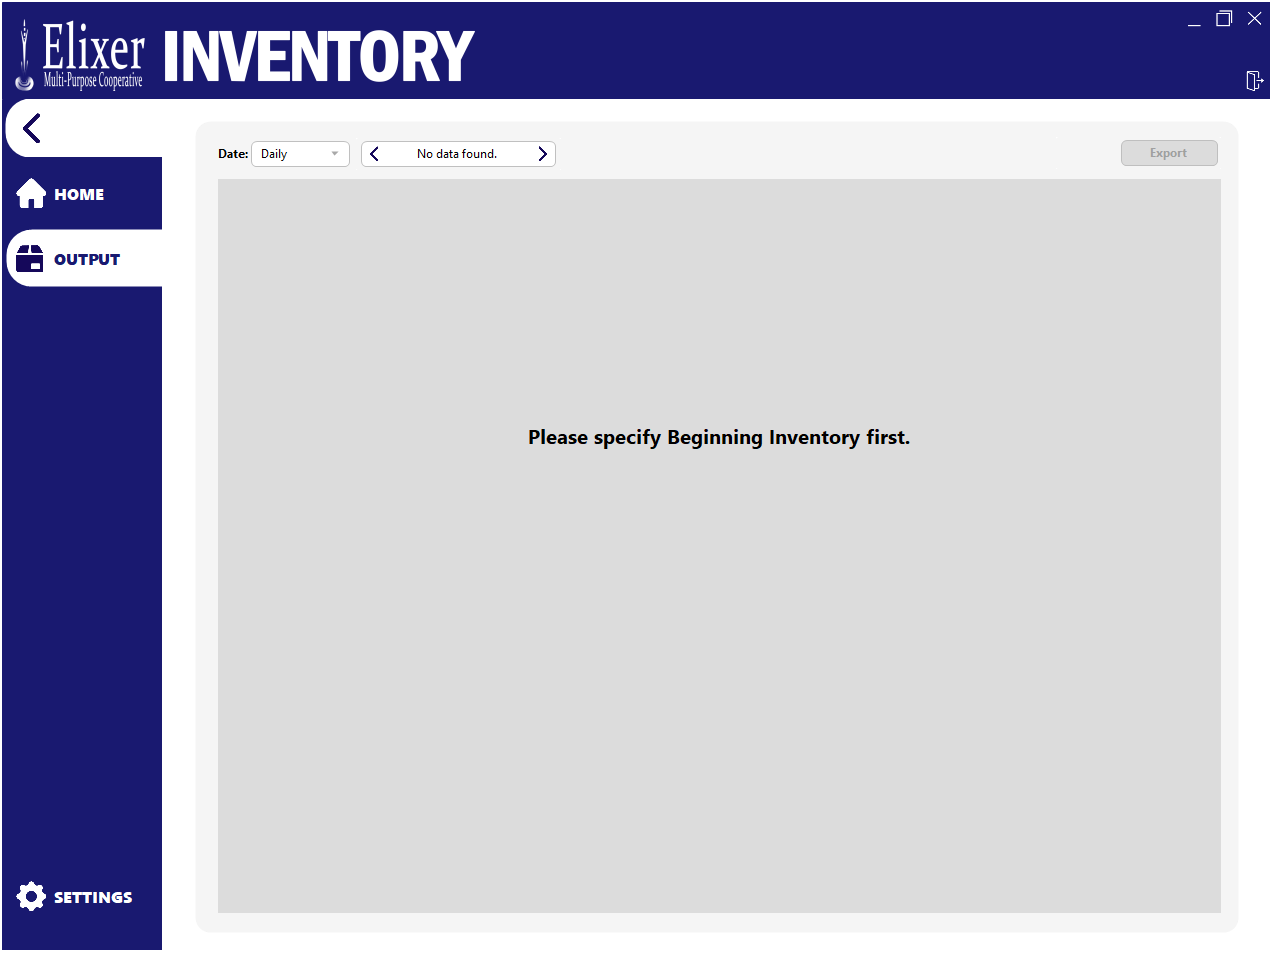 Elixer
Multi-Purpose Cooperative
INVENTORY
Date: Daily No data found. Export
HOME
OUTPUT
Please specify Beginning Inventory first.
SETTINGS